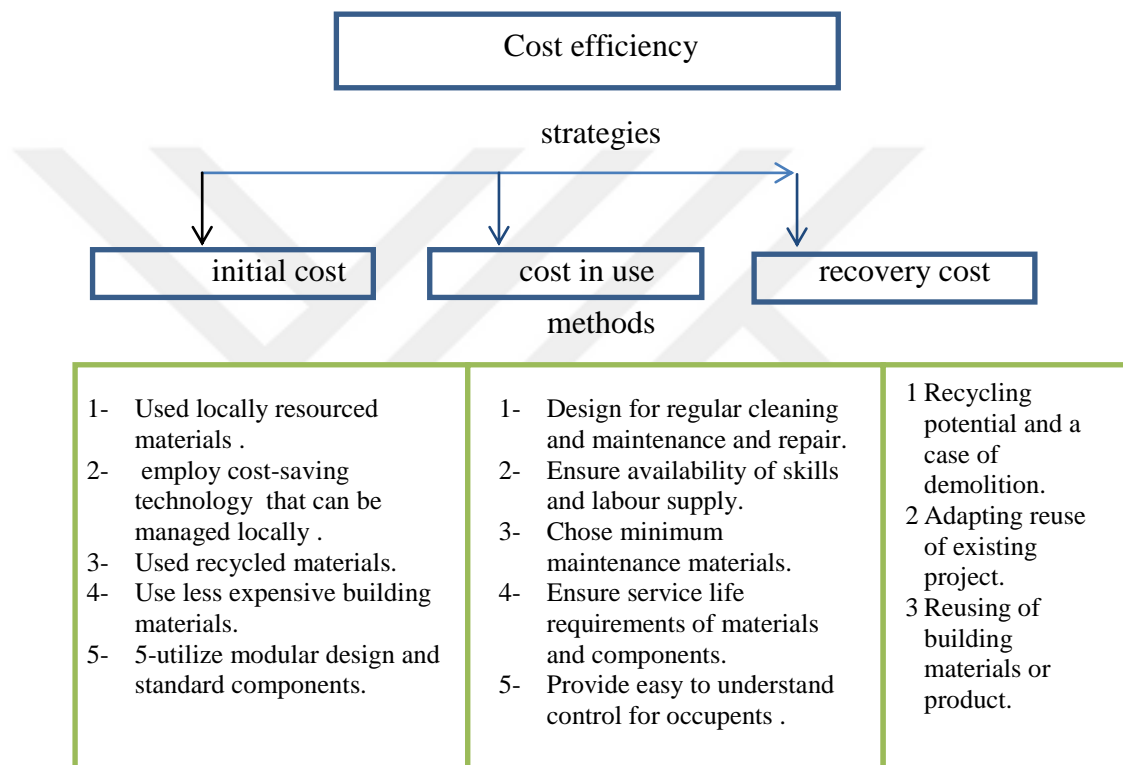 Cost efficiency
strategies
initial cost
cost in use
recovery cost
methods
1- Used locally resourced
materials .
2- employ cost-saving
technology that can be
managed locally .
3- Used recycled materials.
4- Use less expensive building
materials.
5- 5-utilize modular design and
standard components.
1- Design for regular cleaning
and maintenance and repair.
2- Ensure availability of skills
and labour supply.
3- Chose minimum
maintenance materials.
4- Ensure service life
requirements of materials
and components.
5- Provide easy to understand
control for occupents .
1 Recycling
potential and a
case of
demolition.
2 Adapting reuse
of existing
project.
3 Reusing of
building
materials or
product.